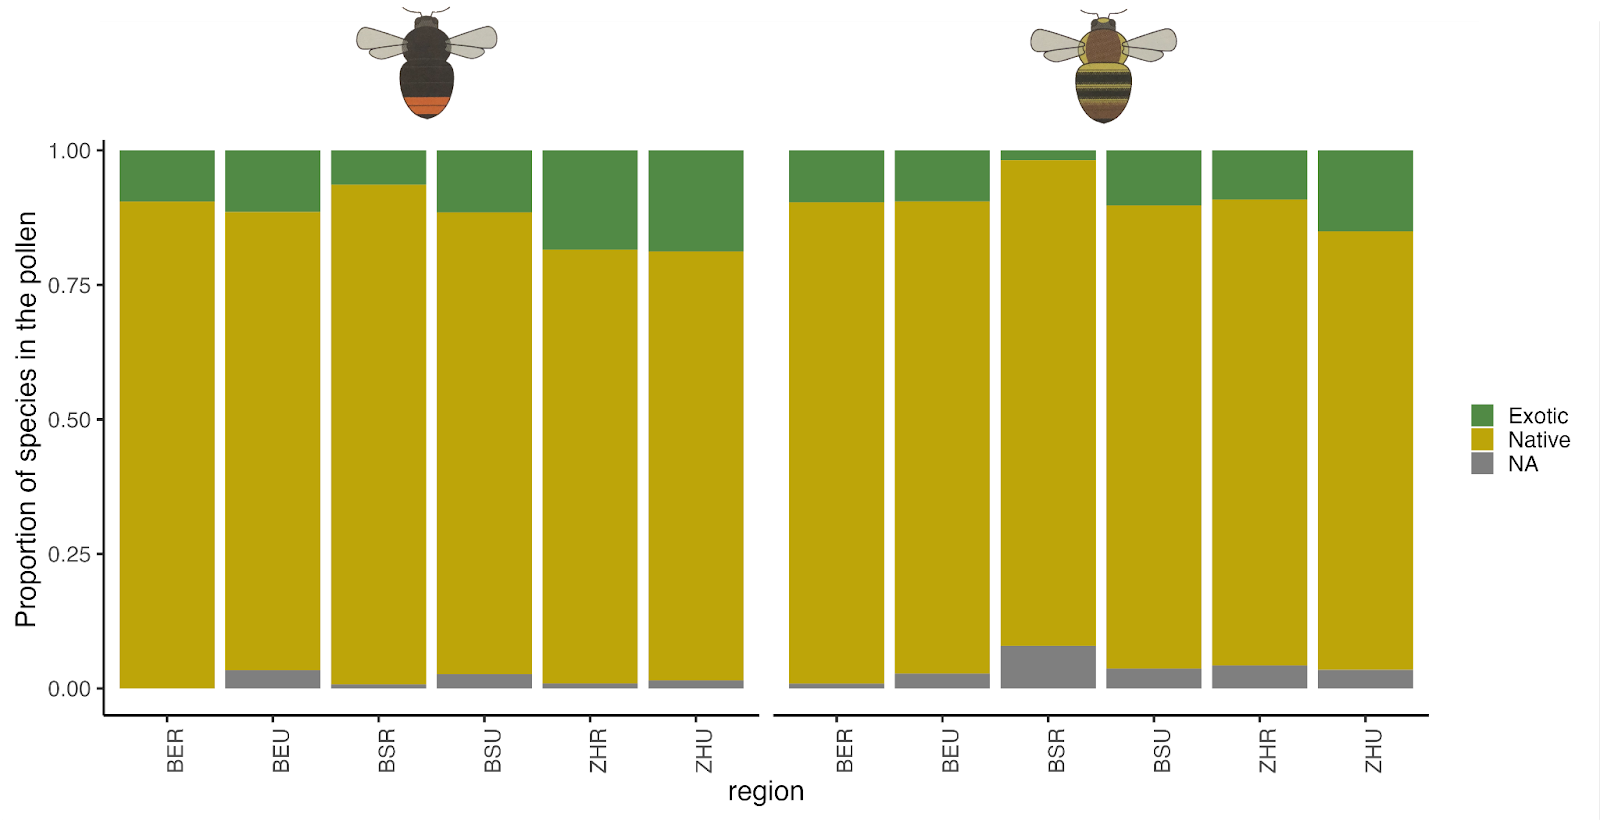 1.00
0.75
0.50
0.25
0.00
Proportion of species in the pollen
BER
BEU
BSR
BSU
ZHR
ZHU
BER
BEU
BSR
BSU
ZHR
ZHU
region
Exotic
Native
NA